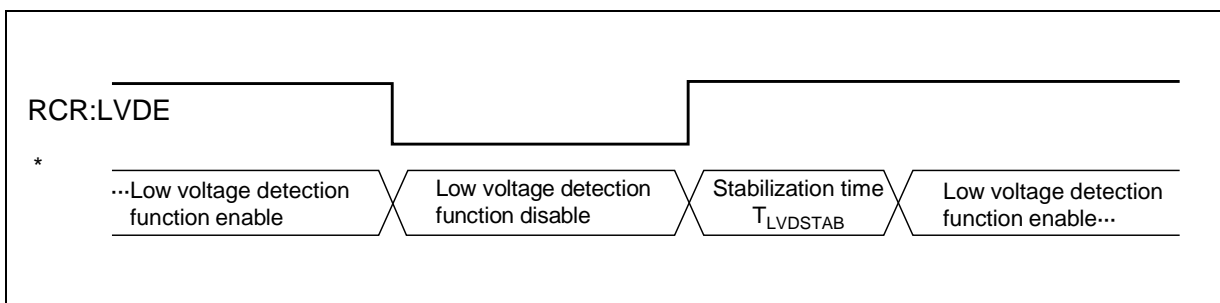 RCR:LVDE
*
···Low voltage detection
function enable
Low voltage detection
function disable
Stabilization time
TLVDSTAB
Low voltage detection
function enable···